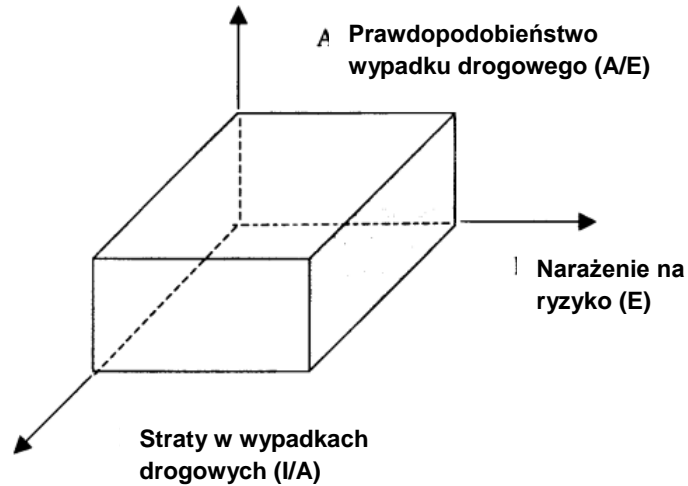 A Prawdopodobieństwo
wypadku drogowego (A/E)
Narażenie na
ryzyko (E)
Straty w wypadkach
drogowych (I/A)